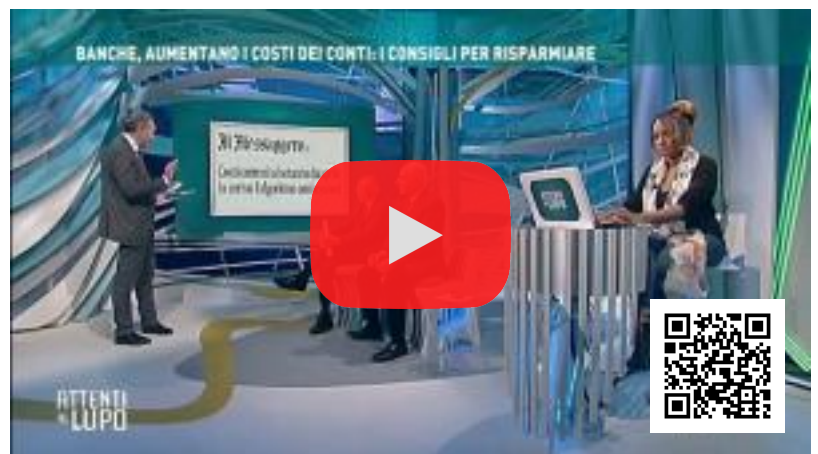 BANCHE, AUMENTANO I COSTI DEI CONTI: I CONSIGLI PER RISPARMIARE
Il Messaggero.
ATTENTI
AL LUPO